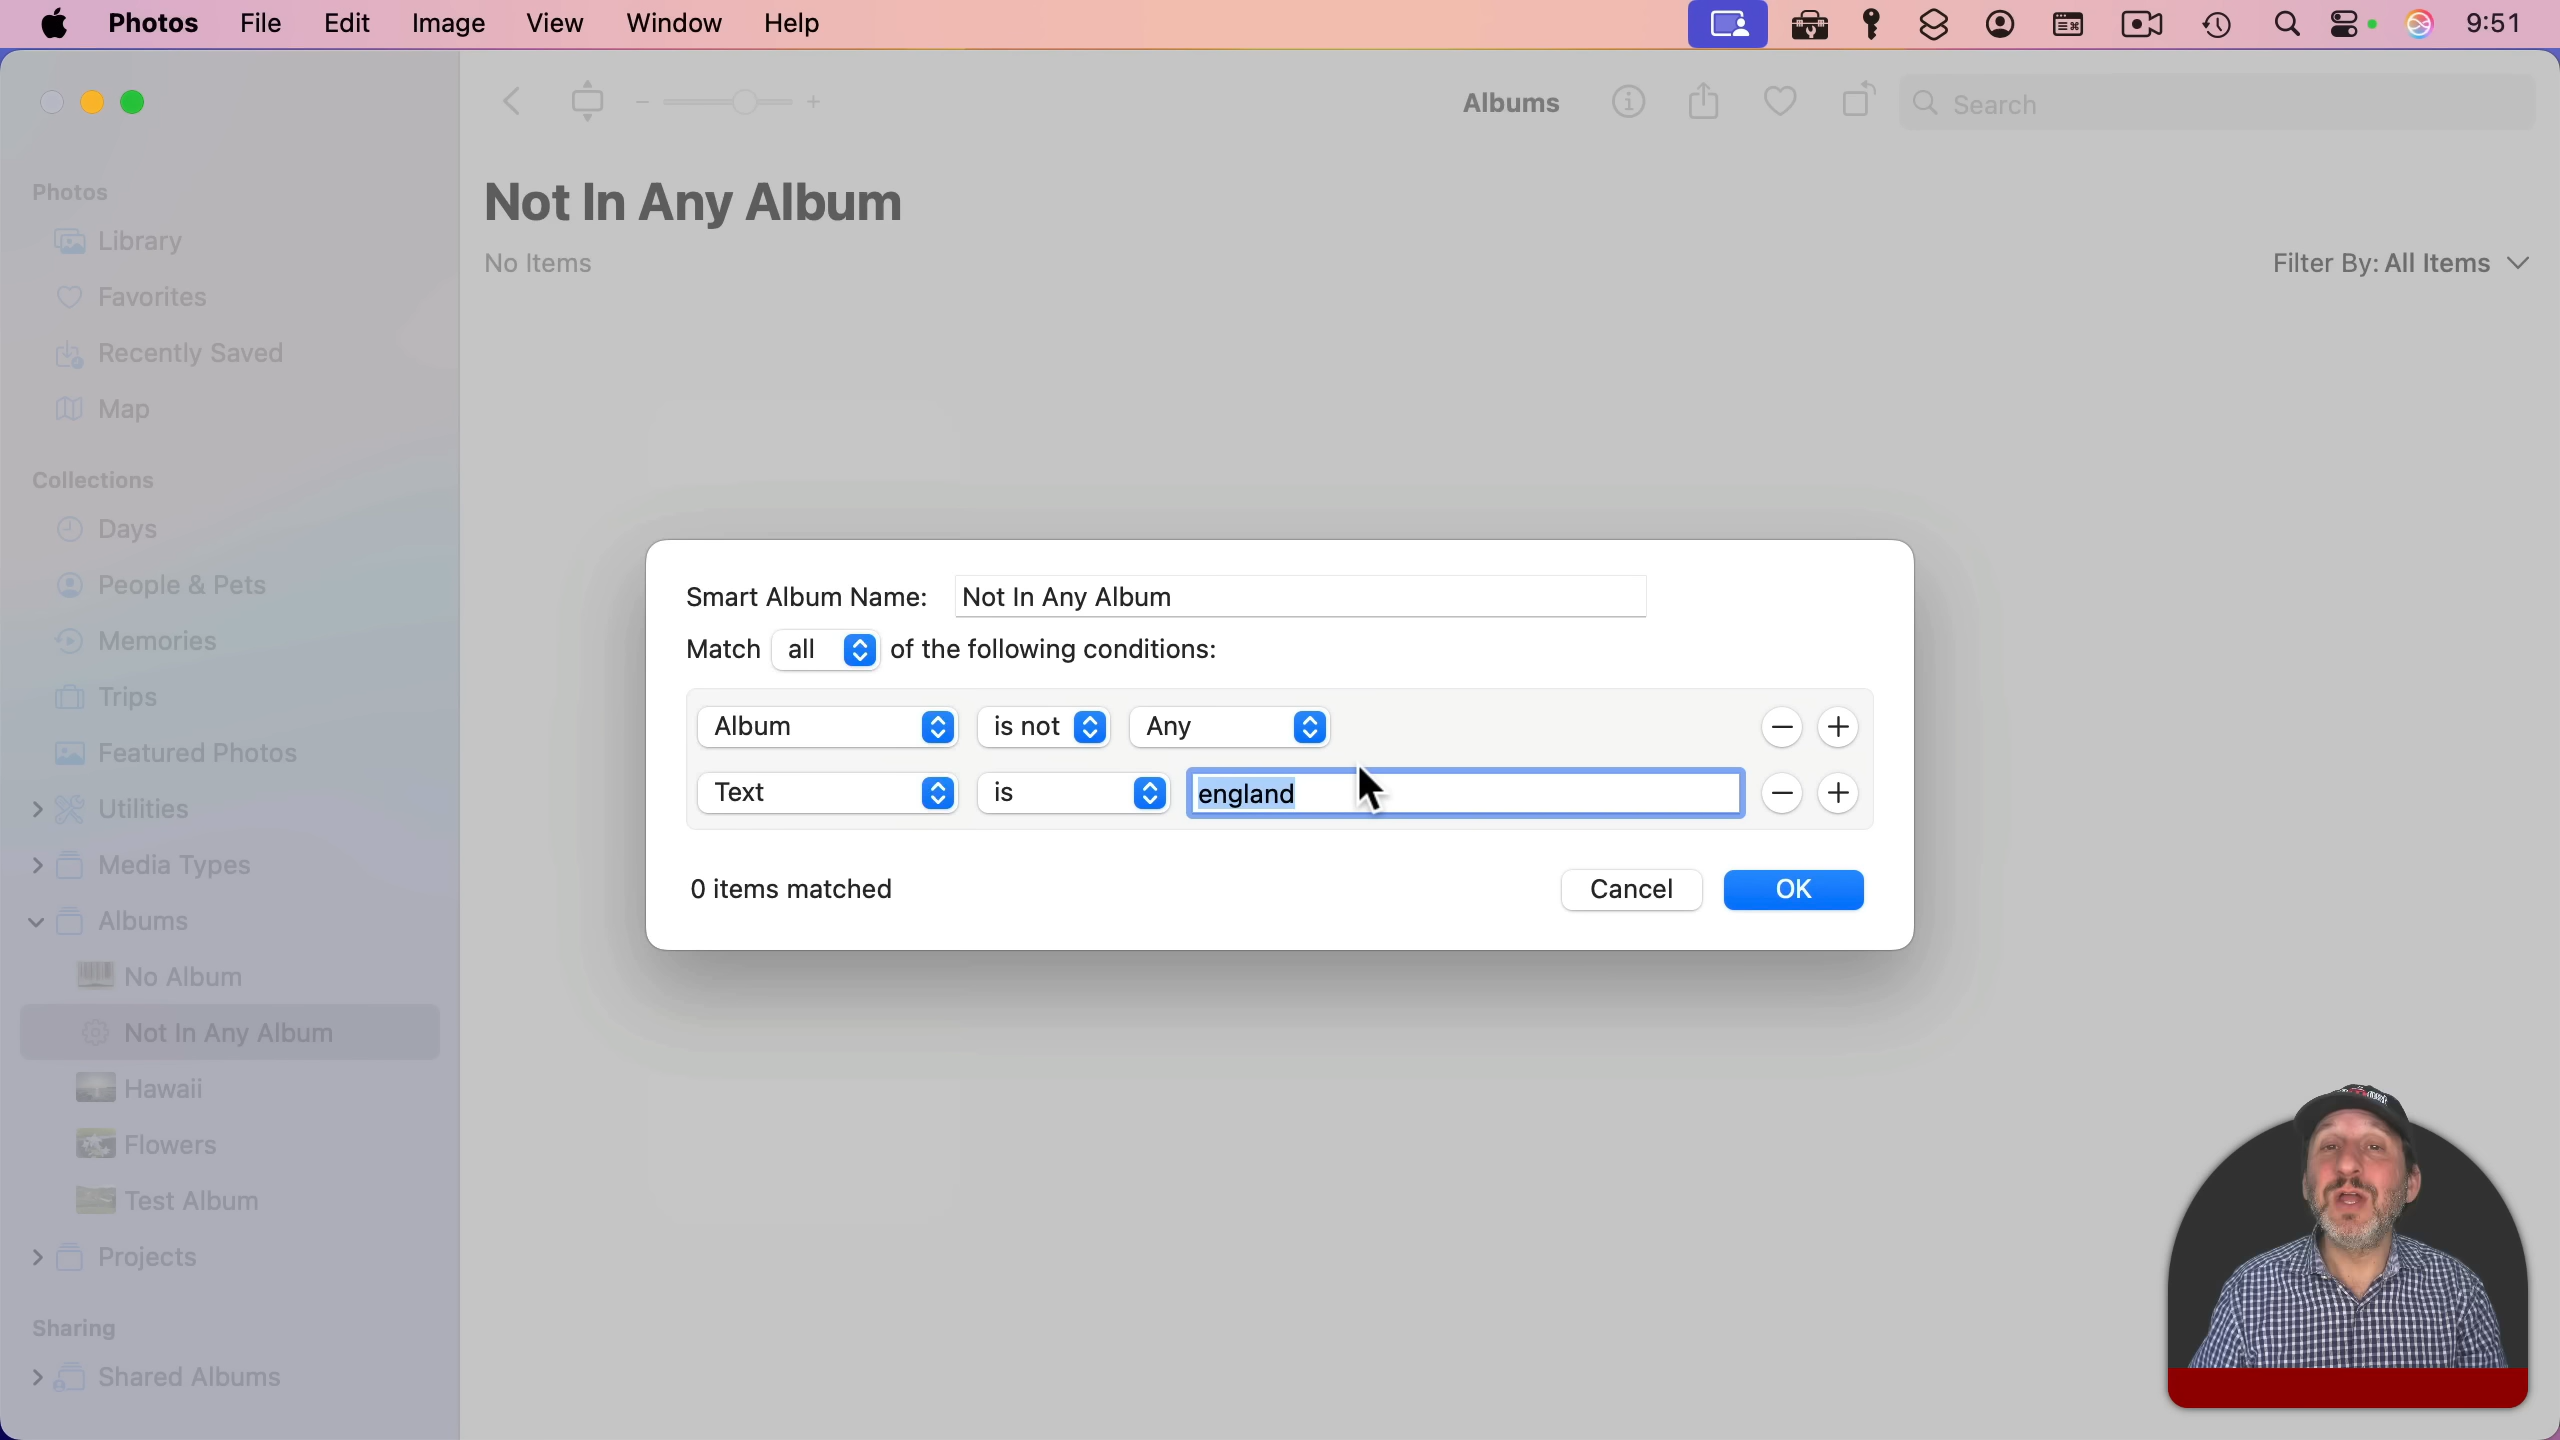 Photos File Edit Image View Window Help 9:51
Albums
Search
Photos
Library
Favorites
Recently Saved
Map
Collections
Days
People & Pets
Memories
Trips
Featured Photos
Utilities
Media Types
Albums
No Album
Not In Any Album
Hawaii
Flowers
Test Album
Projects
Sharing
Shared Albums
Not In Any Album
No Items
Filter By: All Items
Smart Album Name: Not In Any Album
Match all of the following conditions:
Album is not Any
Text is england
0 items matched
Cancel OK